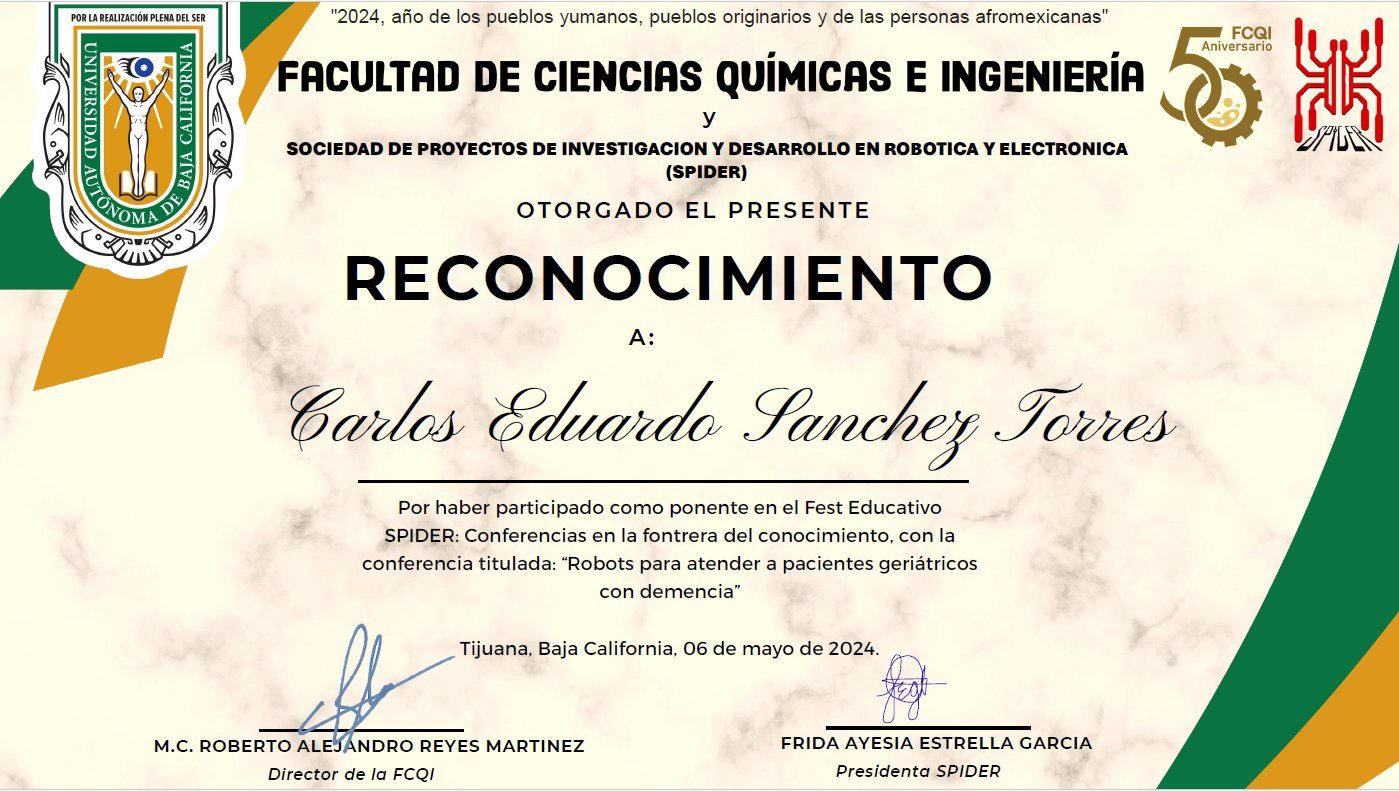 "2024, año de los pueblos yumanos, pueblos originarios y de las personas afromexicanas"
POR LA REALIZACIÓN PLENA DEL SER
UNIVERSIDAD AUTÓNOMA DE BAJA CALIFORNIA
50 FCQI
Aniversario
SPIDER
FACULTAD DE CIENCIAS QUÍMICAS E INGENIERÍA
y
SOCIEDAD DE PROYECTOS DE INVESTIGACION Y DESARROLLO EN ROBOTICA Y ELECTRONICA
(SPIDER)
OTORGADO EL PRESENTE
RECONOCIMIENTO
A:
Carlos Eduardo Sanchez Torres
Por haber participado como ponente en el Fest Educativo
SPIDER: Conferencias en la fontrera del conocimiento, con la
conferencia titulada: “Robots para atender a pacientes geriátricos
con demencia”
Tijuana, Baja California, 06 de mayo de 2024.
M.C. ROBERTO ALEJANDRO REYES MARTINEZ
Director de la FCQI
FRIDA AYESIA ESTRELLA GARCIA
Presidenta SPIDER